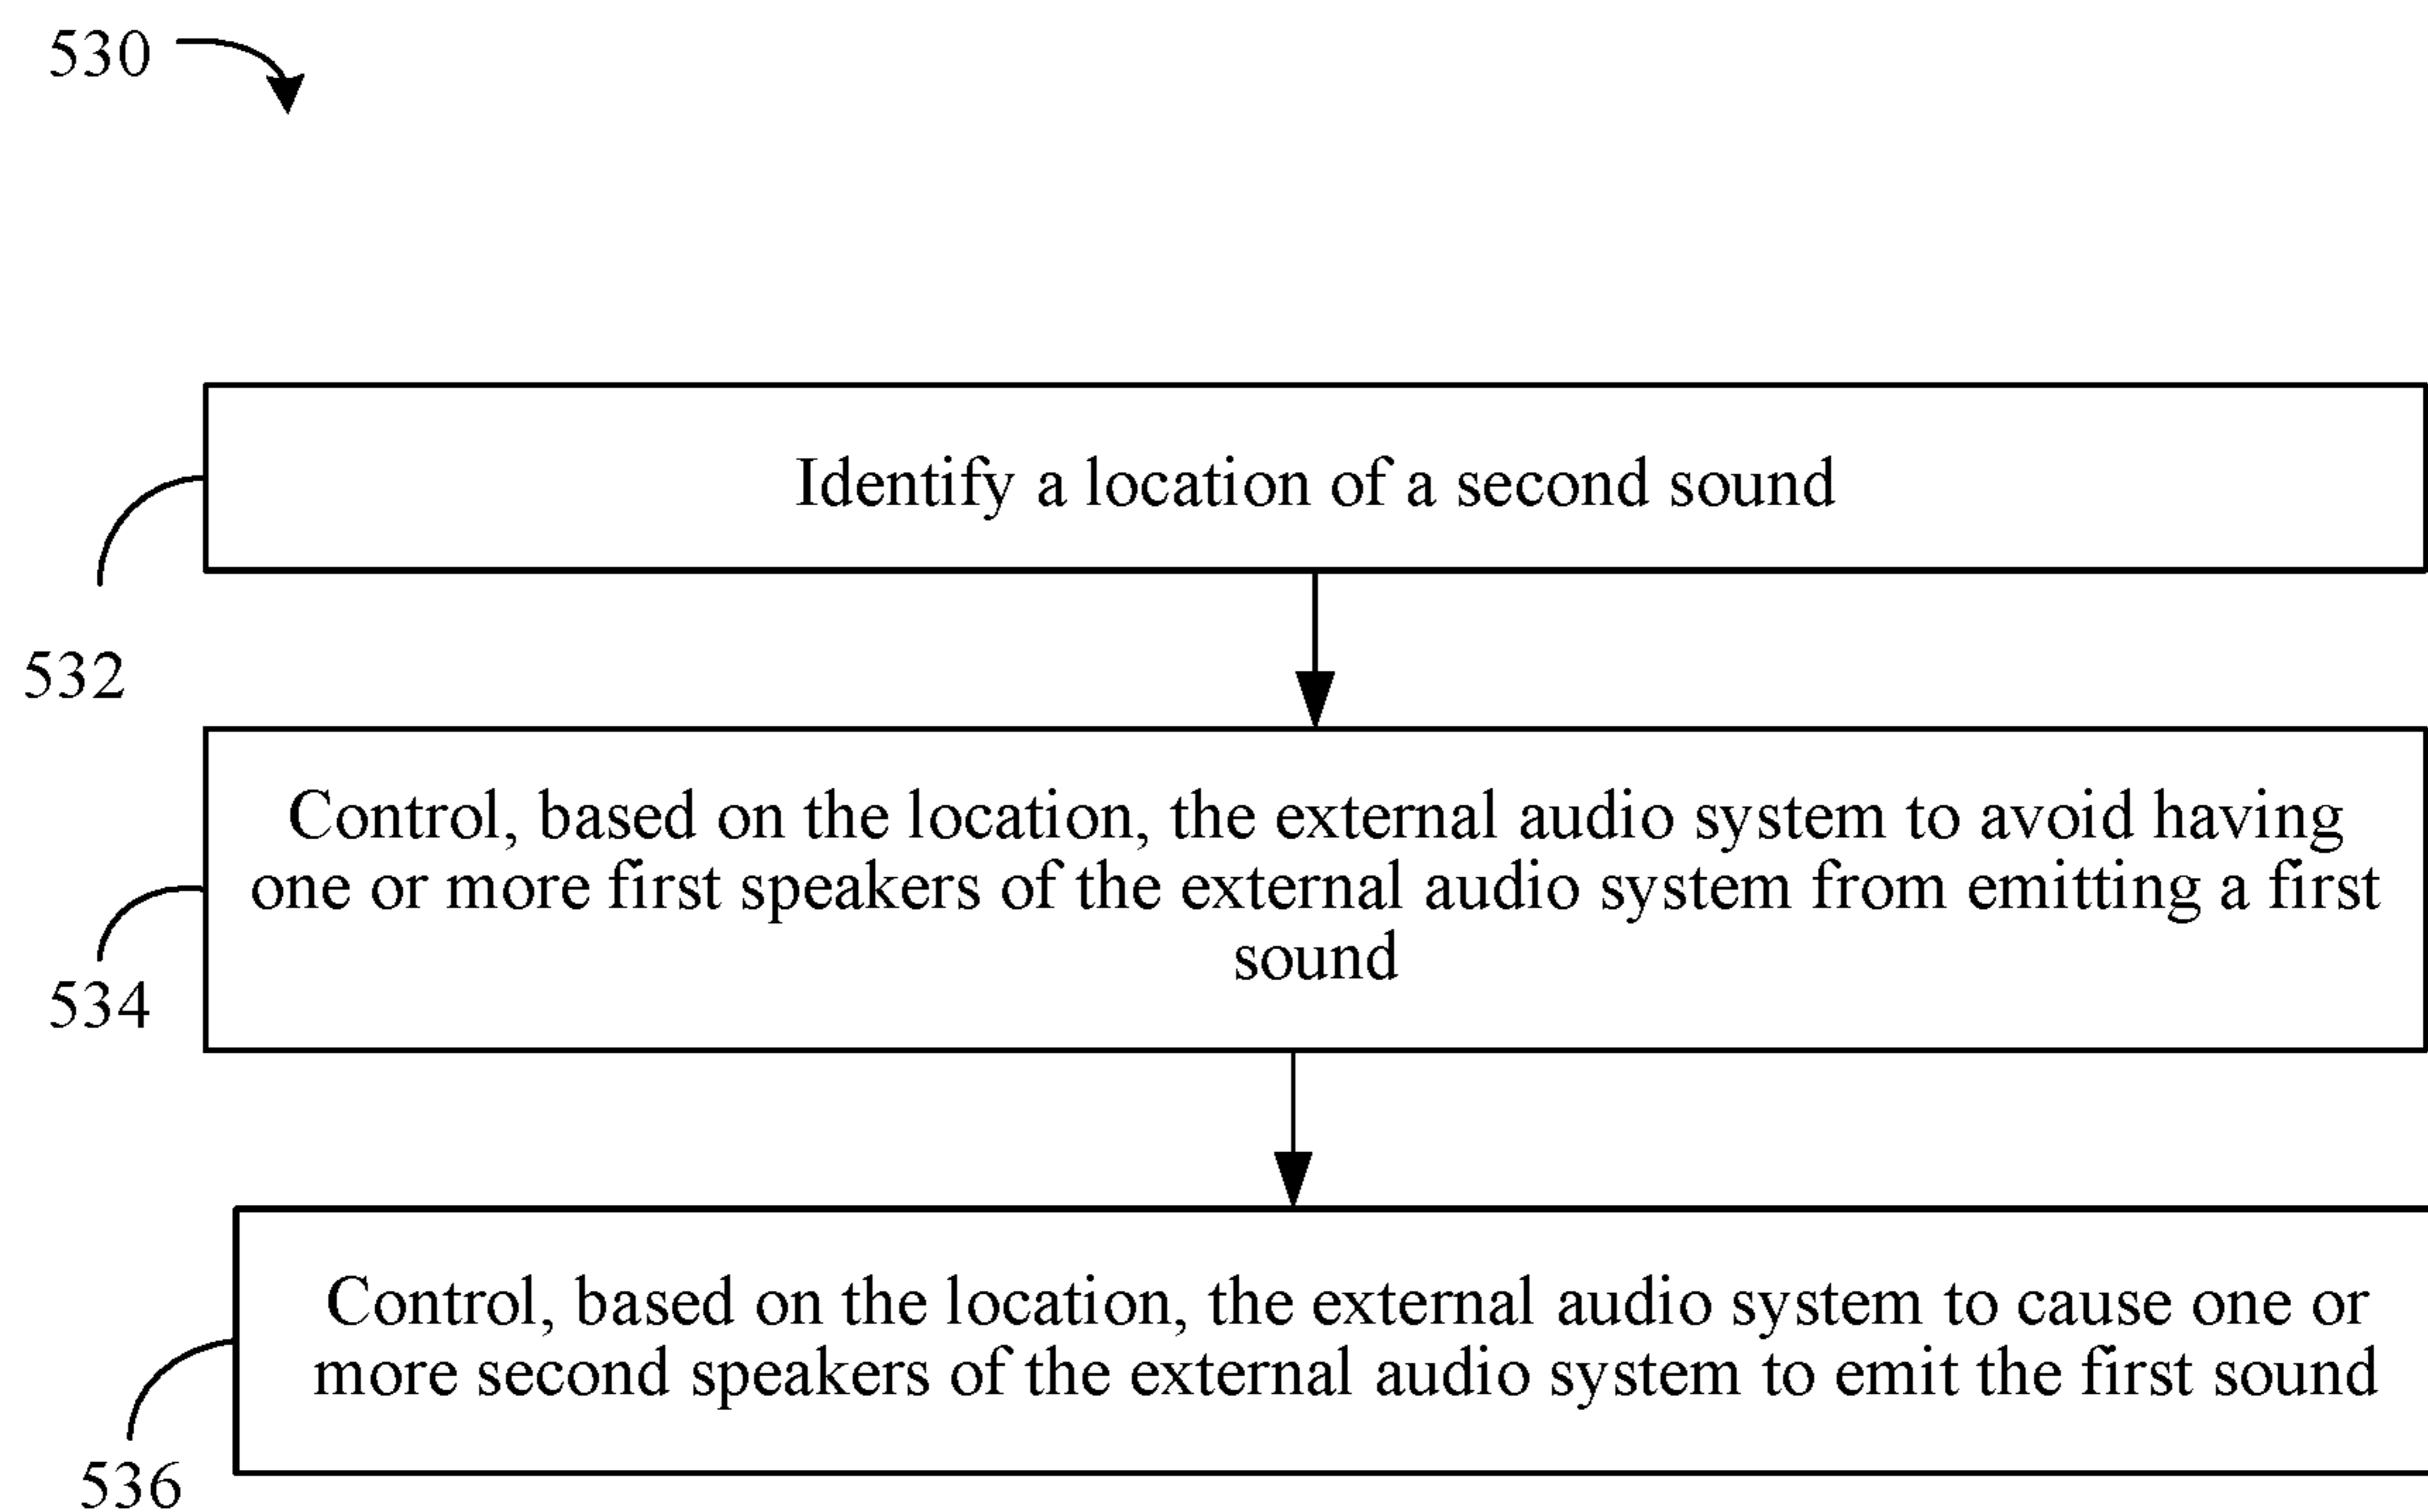 530
Identify a location of a second sound
532
Control, based on the location, the external audio system to avoid having
one or more first speakers of the external audio system from emitting a first
sound
534
Control, based on the location, the external audio system to cause one or
more second speakers of the external audio system to emit the first sound
536